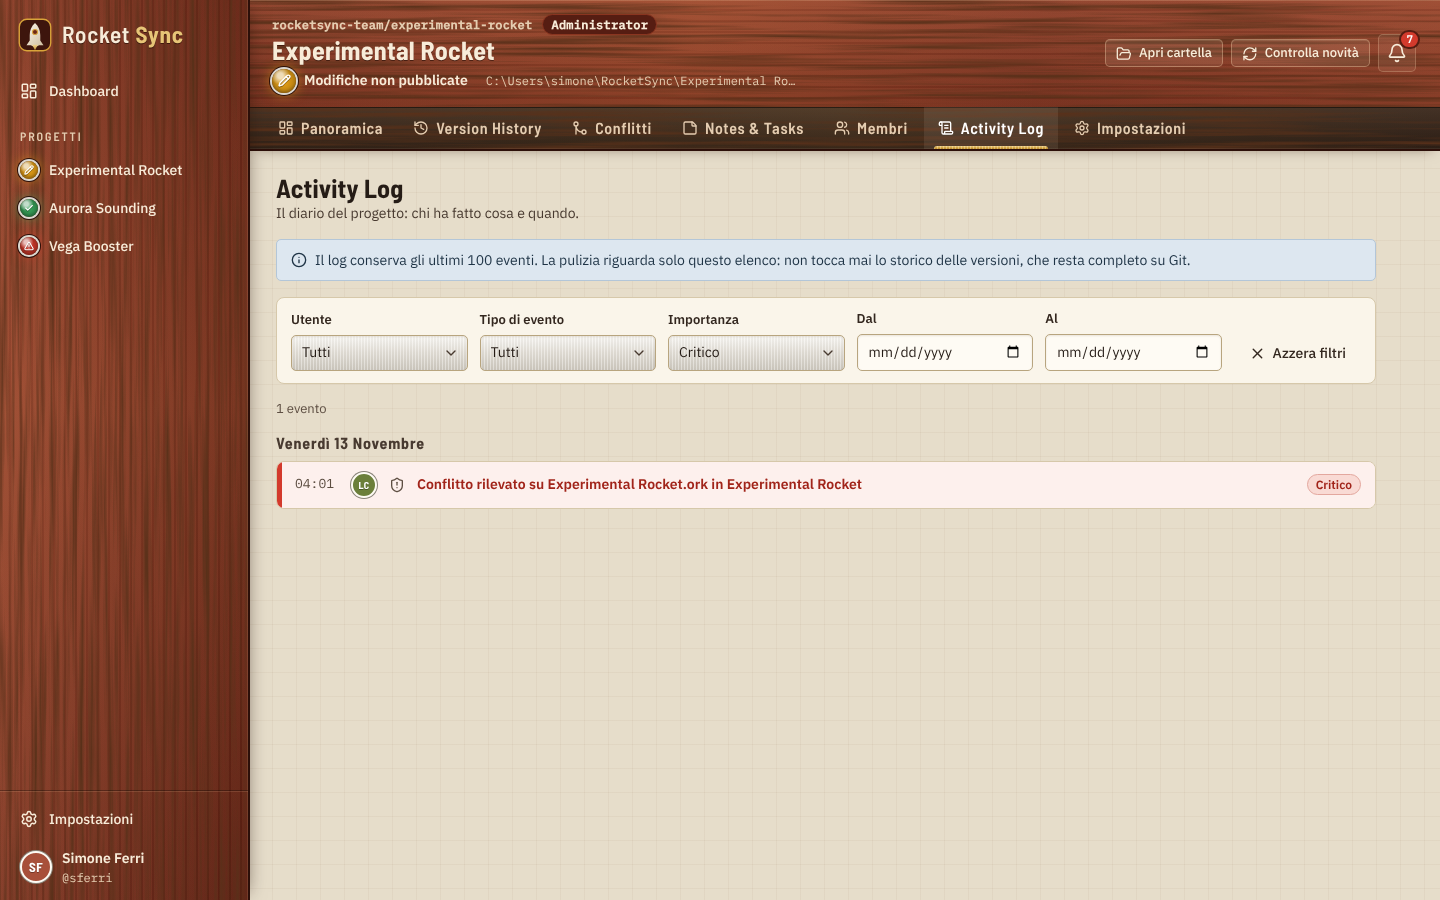 Rocket Sync
Dashboard
PROGETTI
Experimental Rocket
Aurora Sounding
Vega Booster
Impostazioni
SF
Simone Ferri
@sferri
rocketsync-team/experimental-rocket Administrator
Experimental Rocket
Modifiche non pubblicate C:\Users\simone\RocketSync\Experimental Ro…
Apri cartella
Controlla novità
7
Panoramica
Version History
Conflitti
Notes & Tasks
Membri
Activity Log
Impostazioni
Activity Log
Il diario del progetto: chi ha fatto cosa e quando.
Il log conserva gli ultimi 100 eventi. La pulizia riguarda solo questo elenco: non tocca mai lo storico delle versioni, che resta completo su Git.
Utente
Tutti
Tipo di evento
Tutti
Importanza
Critico
Dal
mm/dd/yyyy
Al
mm/dd/yyyy
Azzera filtri
1 evento
Venerdì 13 Novembre
04:01 LC Conflitto rilevato su Experimental Rocket.ork in Experimental Rocket Critico